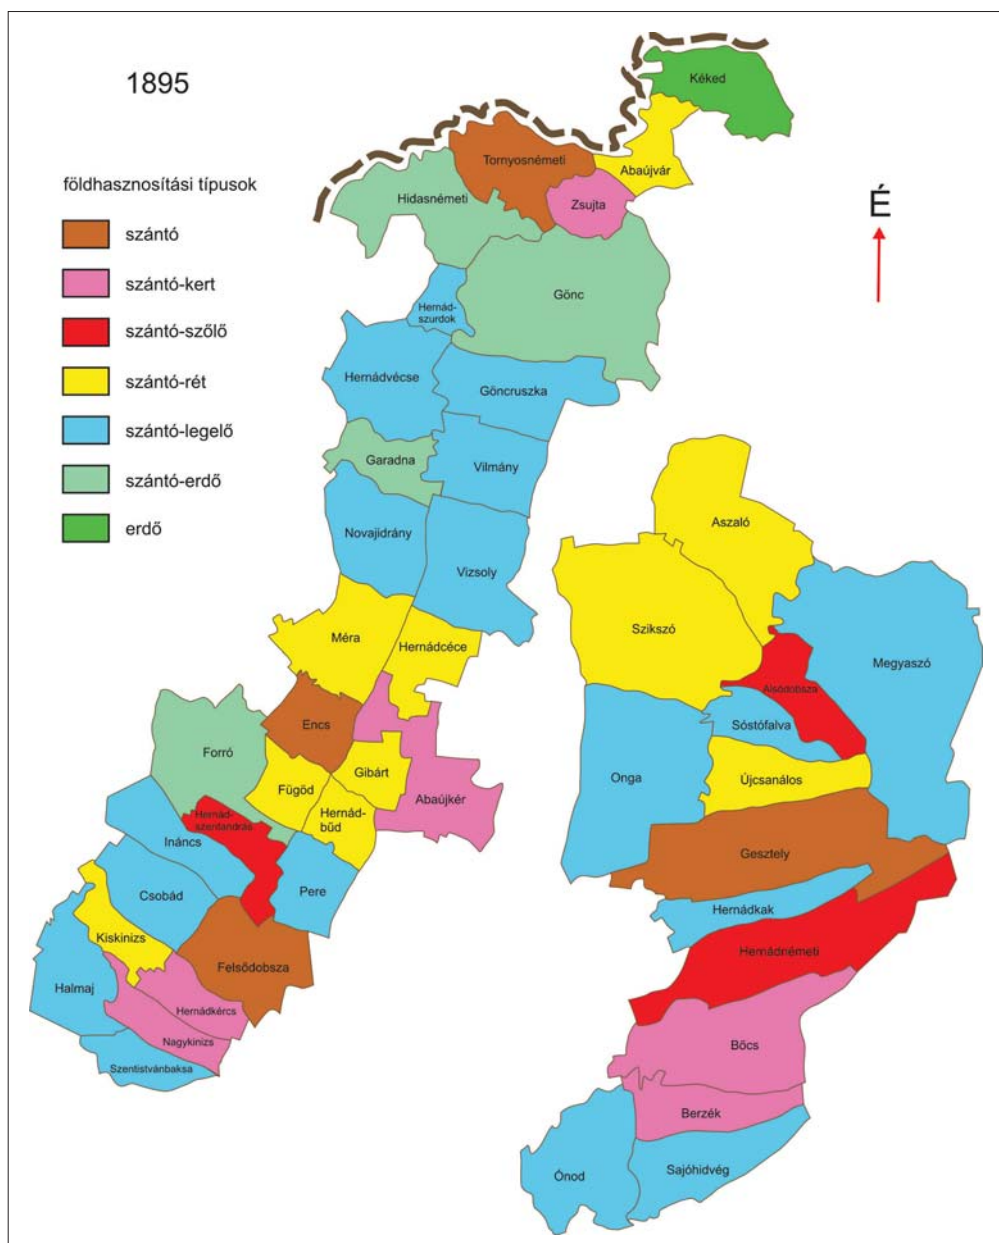 1895
földhasznosítási típusok
szántó
szántó-kert
szántó-szőlő
szántó-rét
szántó-legelő
szántó-erdő
erdő
É
Kéked
Tornyosnémeti
Abaújvár
Hidasnémeti
Zsujta
Gönc
Hernád-
szurdok
Hernádvécse
Göncruszka
Garadna
Vilmány
Novajidrány
Vizsoly
Méra
Hernádcéce
Encs
Forró
Gibárt
Fügöd
Abaújkér
Hernád-
bűd
Hernád-
szentandrás
Ináncs
Csobád
Pere
Kiskinizs
Felsődobsza
Halmaj
Hernádkércs
Nagykinizs
Szentistvánbaksa
Aszaló
Szikszó
Megyaszó
Alsódobsza
Sóstófalva
Onga
Újcsanálos
Gesztely
Hernádkak
Hernádnémeti
Bőcs
Berzék
Ónod
Sajóhidvég